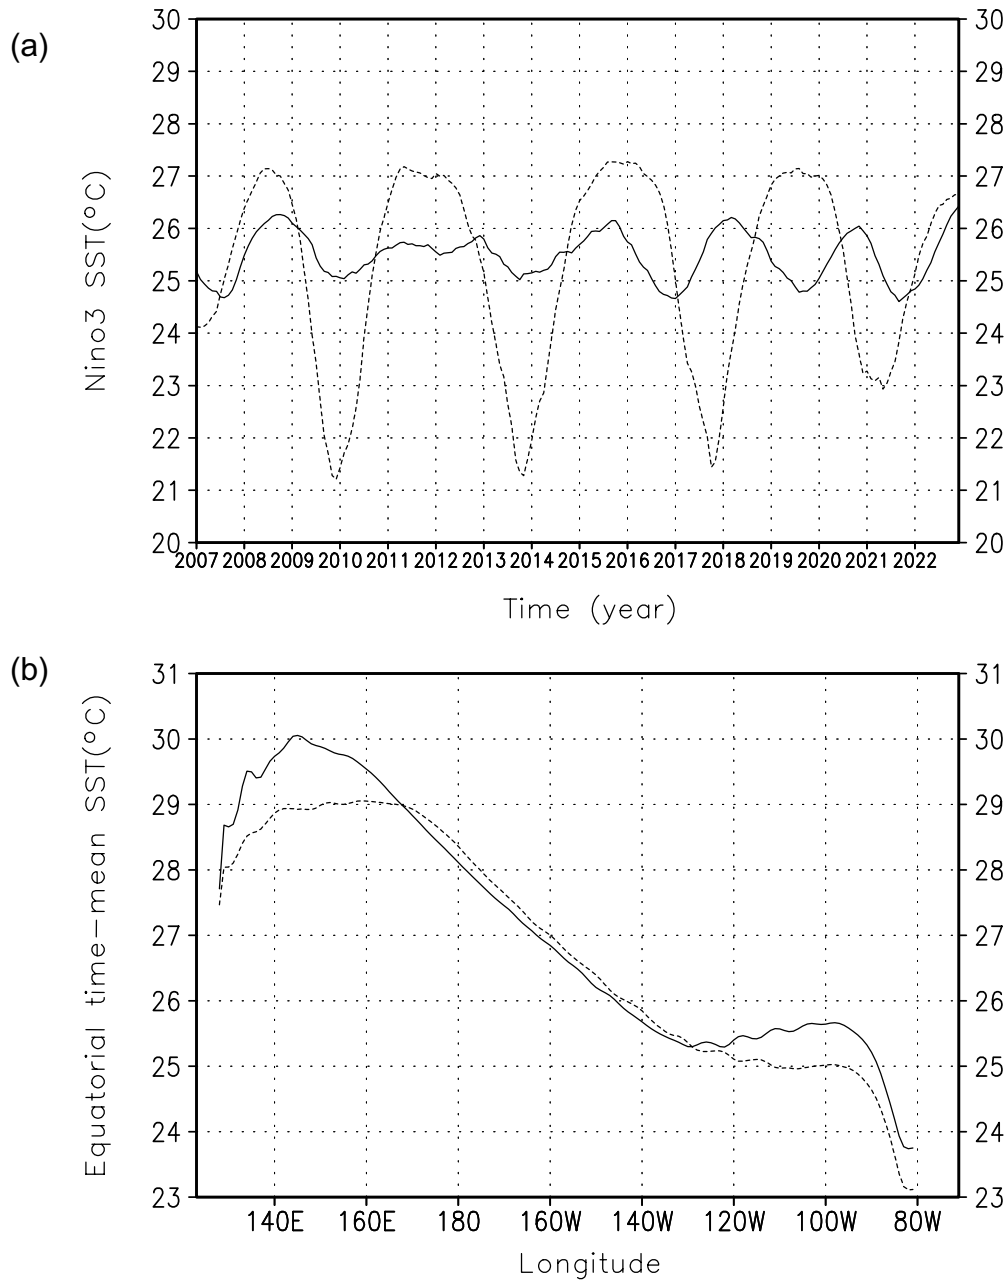 (a)
Nino3 SST(°C)
30 30
29 29
28 28
27 27
26 26
25 25
24 24
23 23
22 22
21 21
20 20
2007 2008 2009 2010 2011 2012 2013 2014 2015 2016 2017 2018 2019 2020 2021 2022
Time (year)
(b)
Equatorial time-mean SST(°C)
31 31
30 30
29 29
28 28
27 27
26 26
25 25
24 24
23 23
140E 160E 180 160W 140W 120W 100W 80W
Longitude